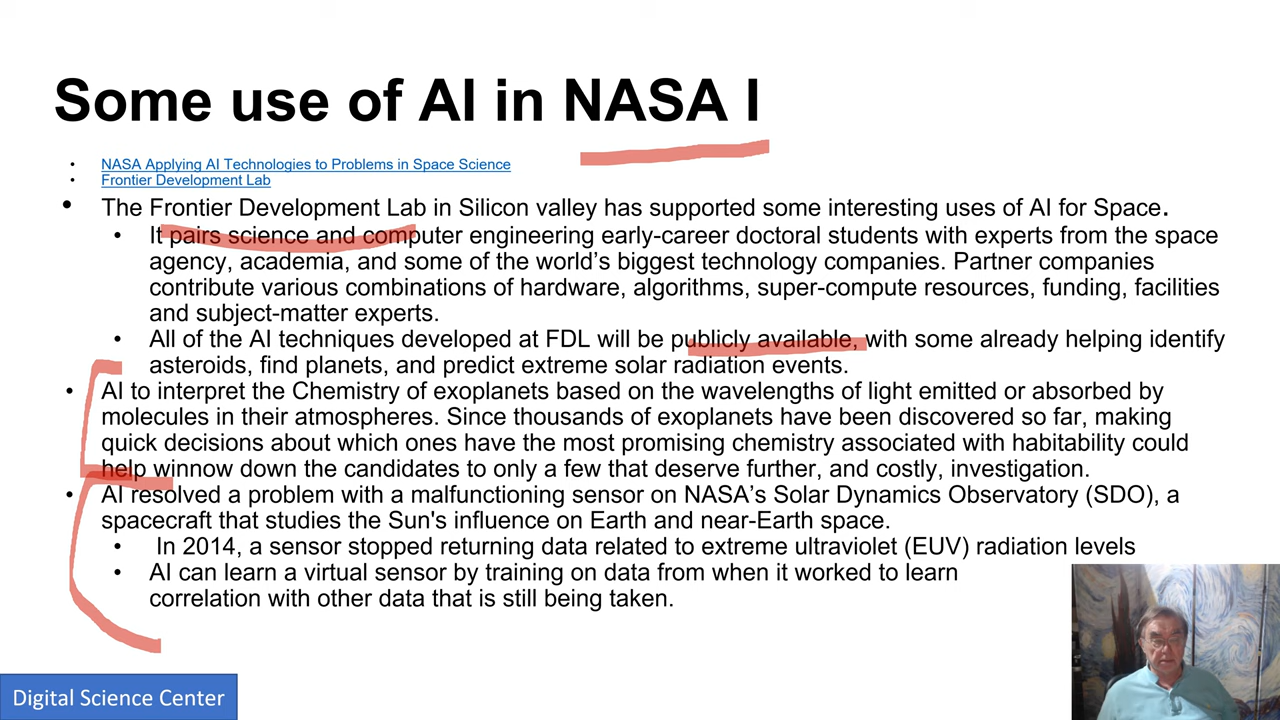 Some use of AI in NASA I
• NASA Applying AI Technologies to Problems in Space Science
• Frontier Development Lab
• The Frontier Development Lab in Silicon valley has supported some interesting uses of AI for Space.
• It pairs science and computer engineering early-career doctoral students with experts from the space
agency, academia, and some of the world's biggest technology companies. Partner companies
contribute various combinations of hardware, algorithms, super-compute resources, funding, facilities
and subject-matter experts.
• All of the AI techniques developed at FDL will be publicly available, with some already helping identify
asteroids, find planets, and predict extreme solar radiation events.
• AI to interpret the Chemistry of exoplanets based on the wavelengths of light emitted or absorbed by
molecules in their atmospheres. Since thousands of exoplanets have been discovered so far, making
quick decisions about which ones have the most promising chemistry associated with habitability could
help winnow down the candidates to only a few that deserve further, and costly, investigation.
• AI resolved a problem with a malfunctioning sensor on NASA's Solar Dynamics Observatory (SDO), a
spacecraft that studies the Sun's influence on Earth and near-Earth space.
• In 2014, a sensor stopped returning data related to extreme ultraviolet (EUV) radiation levels
• AI can learn a virtual sensor by training on data from when it worked to learn
correlation with other data that is still being taken.
Digital Science Center